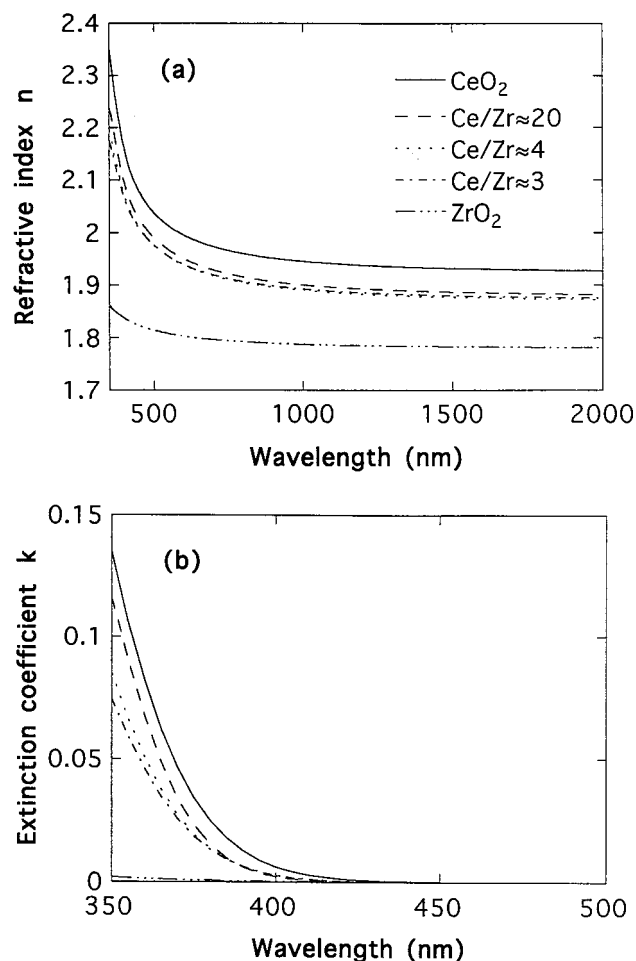 2.4
(a)
CeO₂
2.3
Ce/Zr≈20
2.2
Ce/Zr≈4
2.1
Ce/Zr≈3
ZrO₂
2
1.9
1.8
1.7
Refractive index n
500
1000
1500
2000
Wavelength (nm)
0.15
(b)
0.1
0.05
0
Extinction coefficient k
350
400
450
500
Wavelength (nm)